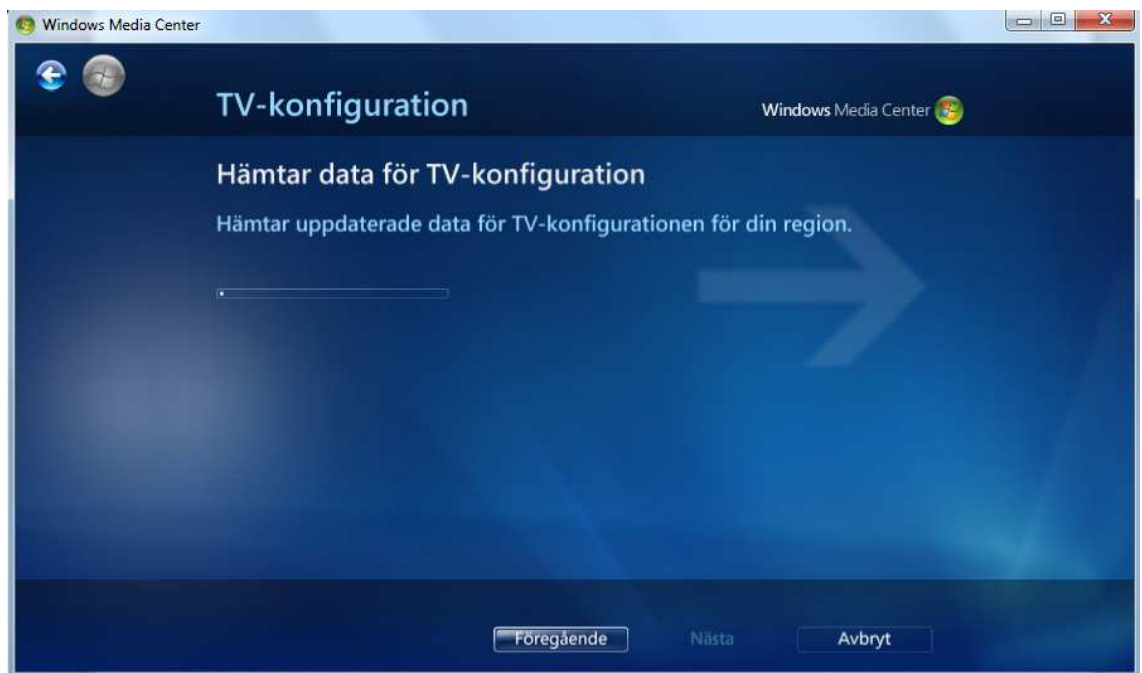 Windows Media Center
TV-konfiguration
Windows Media Center
Hämtar data för TV-konfiguration
Hämtar uppdaterade data för TV-konfigurationen för din region.
Föregående Nästa Avbryt